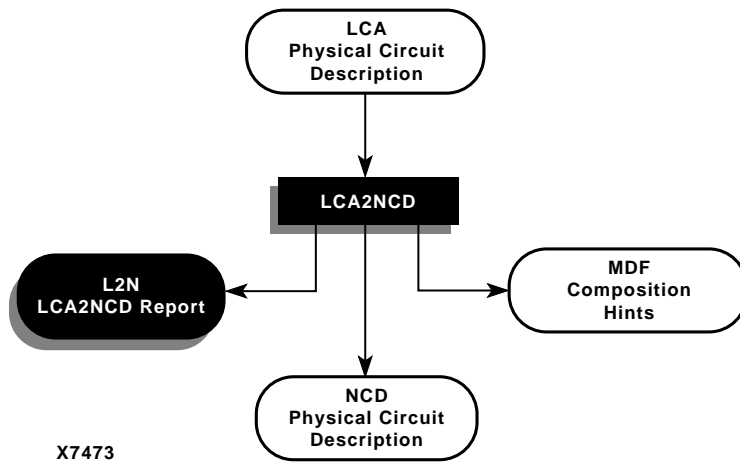 LCA
Physical Circuit
Description
LCA2NCD
L2N
LCA2NCD Report
MDF
Composition
Hints
NCD
Physical Circuit
Description
X7473